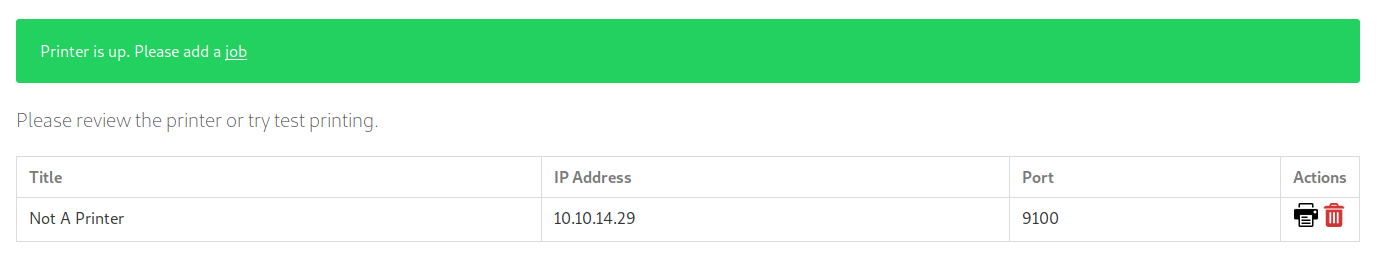 Printer is up. Please add a job
Please review the printer or try test printing.
Title IP Address Port Actions
Not A Printer 10.10.14.29 9100